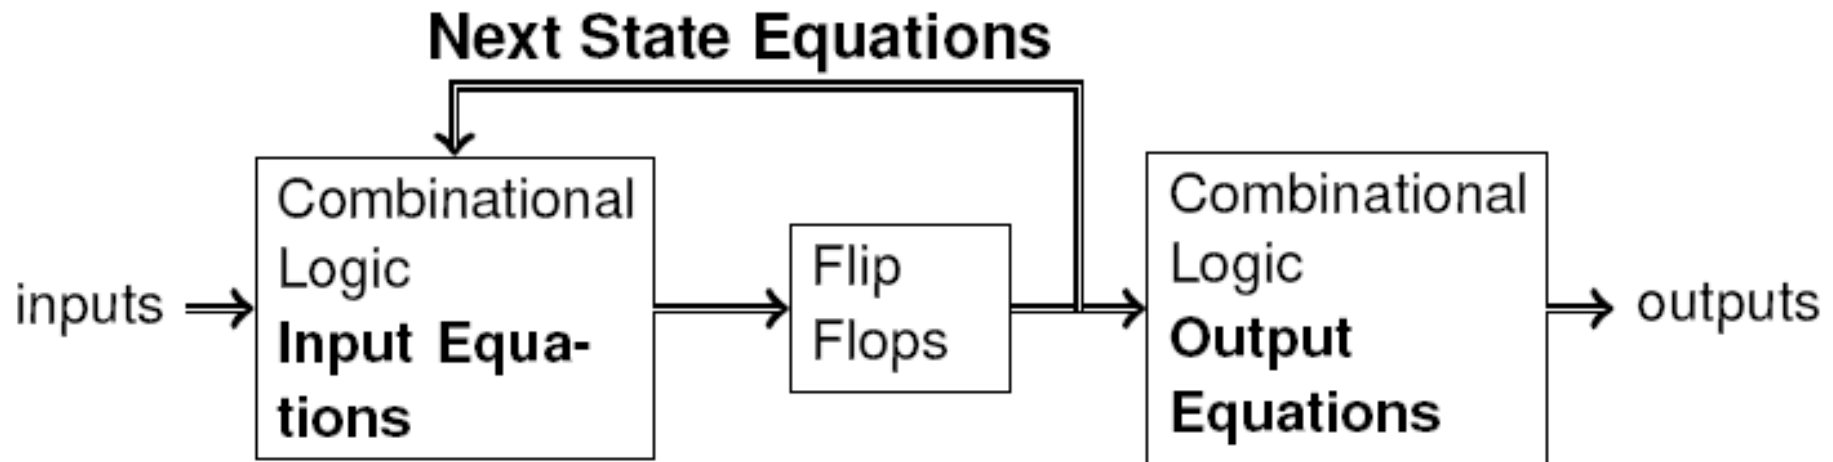 Next State Equations
inputs
Combinational
Logic
Input Equa-
tions
Flip
Flops
Combinational
Logic
Output
Equations
outputs